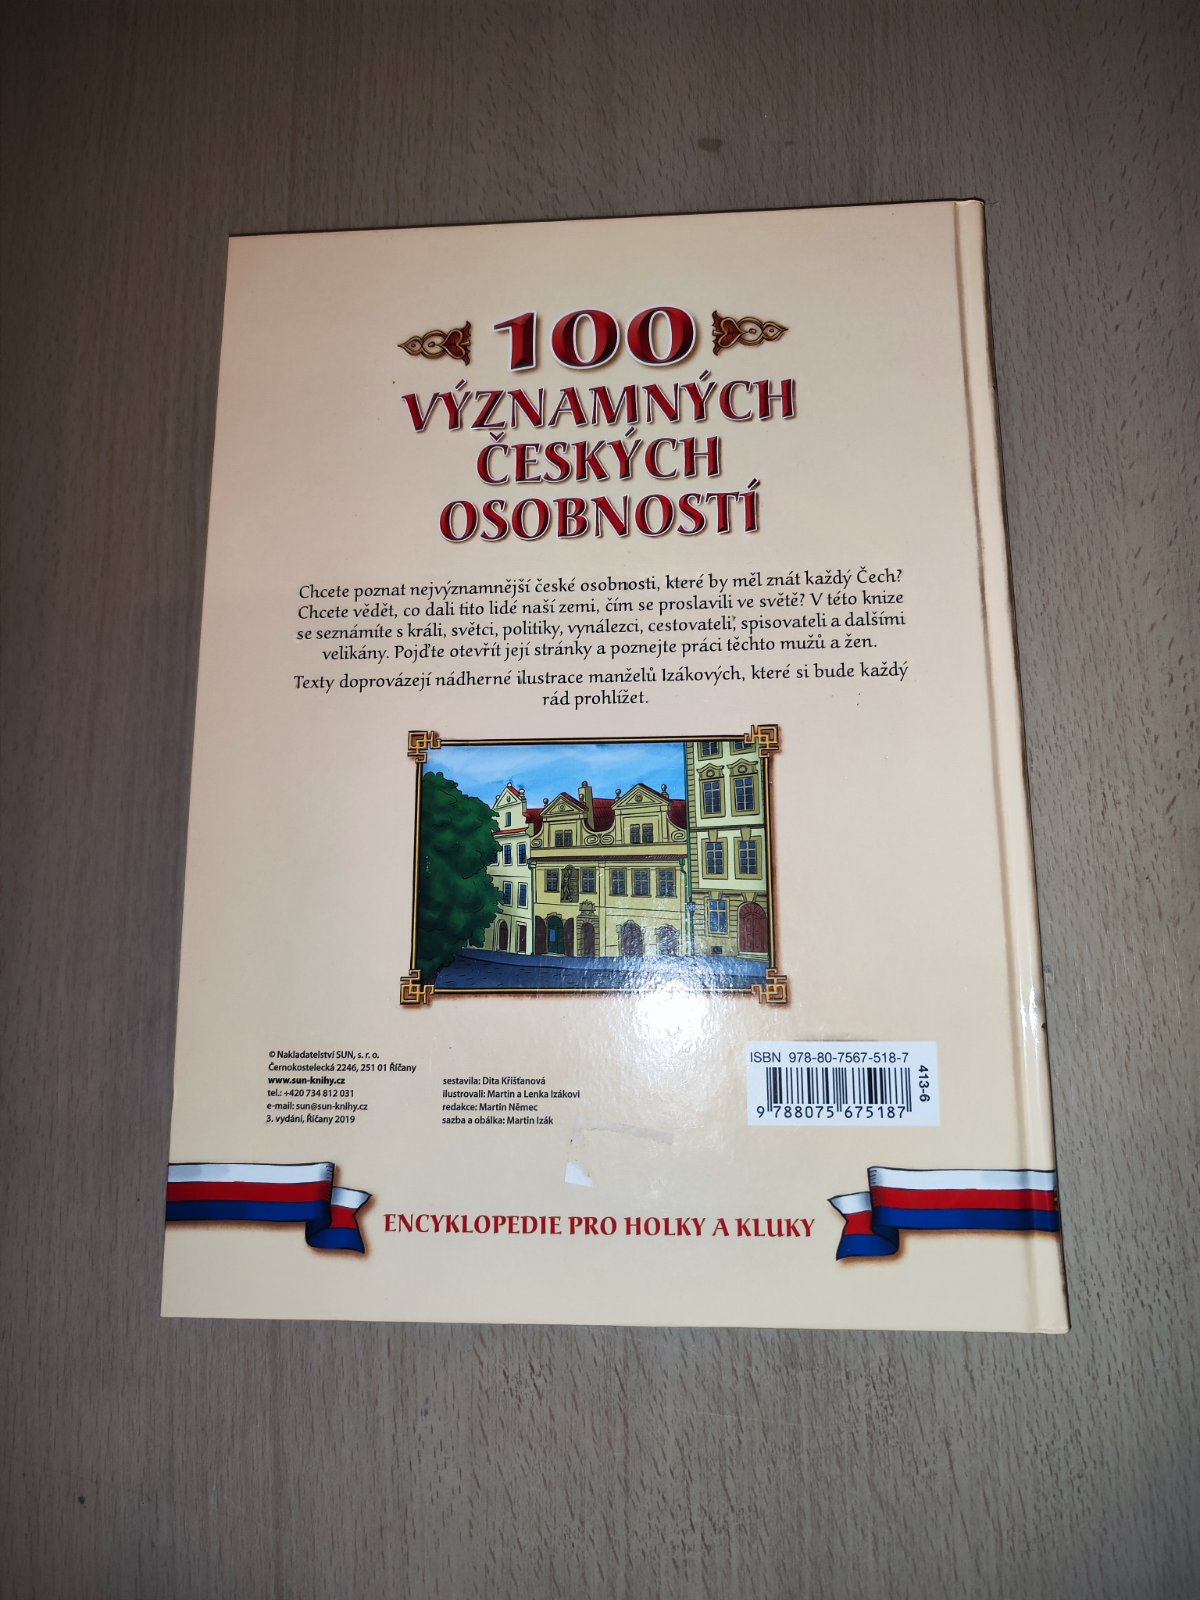 100
VÝZNAMNÝCH
ČESKÝCH
OSOBNOSTÍ
Chcete poznat nejvýznamnější české osobnosti, které by měl znát každý Čech?
Chcete vědět, co dali tito lidé naší zemi, čím se proslavili ve světě? V této knize
se seznámíte s králi, světci, politiky, vynálezci, cestovateli, spisovateli a dalšími
velikány. Pojďte otevřít její stránky a poznejte práci těchto mužů a žen.
Texty doprovázejí nádherné ilustrace manželů Izákových, které si bude každý
rád prohlížet.
© Nakladatelství SUN, s. r. o.
Černokostelecká 2246, 251 01 Říčany
www.sun-knihy.cz
tel.: +420 734 812 031
e-mail: sun@sun-knihy.cz
3. vydání, Říčany 2019
sestavila: Dita Křišťanová
ilustrovali: Martin a Lenka Izákovi
redakce: Martin Němec
sazba a obálka: Martin Izák
ISBN 978-80-7567-518-7
9 788075 675187
413-6
ENCYKLOPEDIE PRO HOLKY A KLUKY